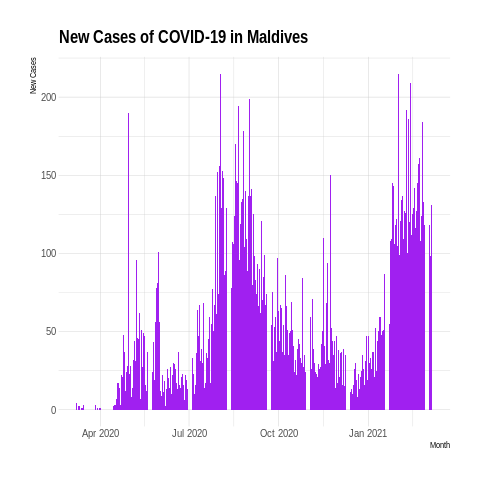 New Cases of COVID-19 in Maldives
New Cases
200
150
100
50
0
Apr 2020
Jul 2020
Oct 2020
Jan 2021
Month